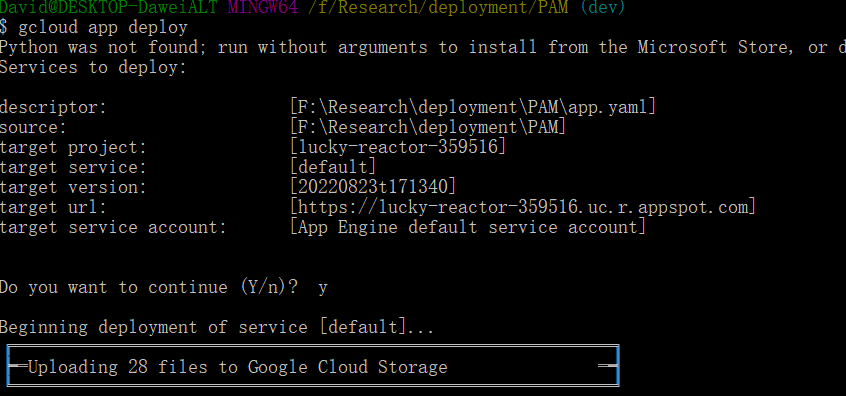 David@DESKTOP-DaweiALT MINGW64 /f/Research/deployment/PAM (dev)
$ gcloud app deploy
Python was not found; run without arguments to install from the Microsoft Store, or d
Services to deploy:
descriptor: [F:\Research\deployment\PAM\app.yaml]
source: [F:\Research\deployment\PAM]
target project: [lucky-reactor-359516]
target service: [default]
target version: [20220823t171340]
target url: [https://lucky-reactor-359516.uc.r.appspot.com]
target service account: [App Engine default service account]
Do you want to continue (Y/n)? y
Beginning deployment of service [default]...
Uploading 28 files to Google Cloud Storage